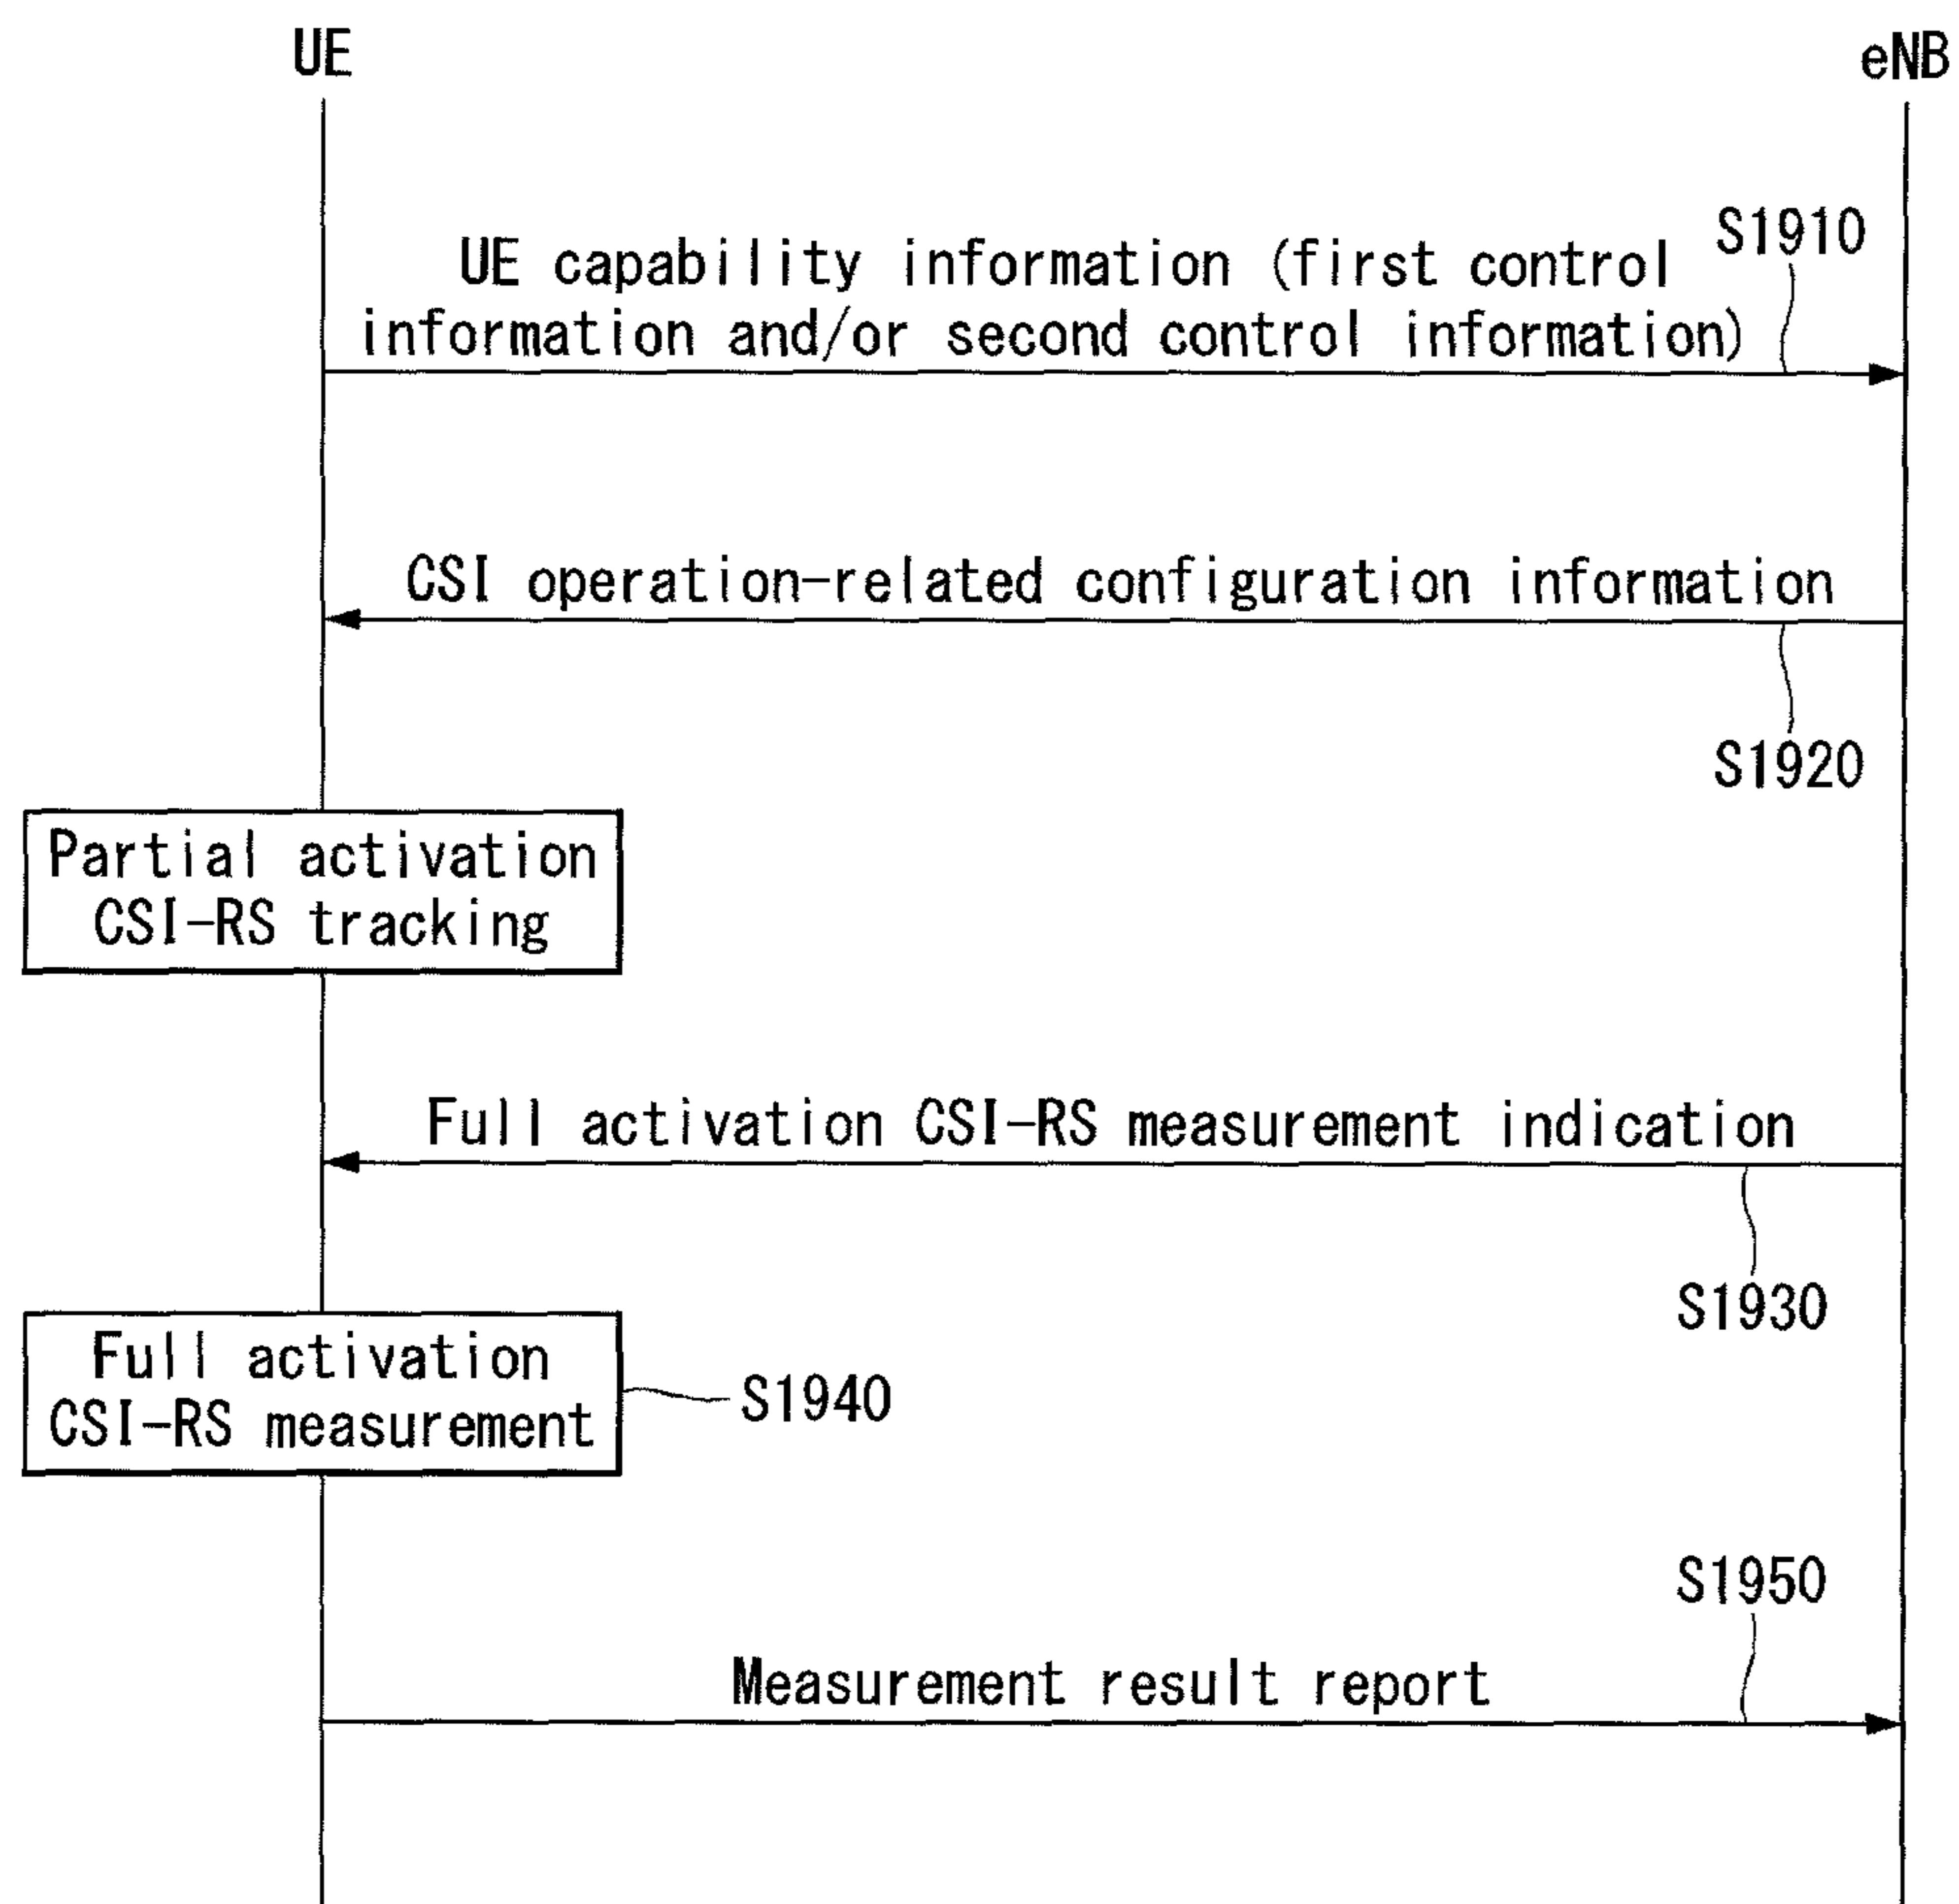 UE
eNB
S1910
UE capability information (first control
information and/or second control information)
CSI operation-related configuration information
S1920
Partial activation
CSI-RS tracking
Full activation CSI-RS measurement indication
S1930
Full activation
CSI-RS measurement
S1940
S1950
Measurement result report